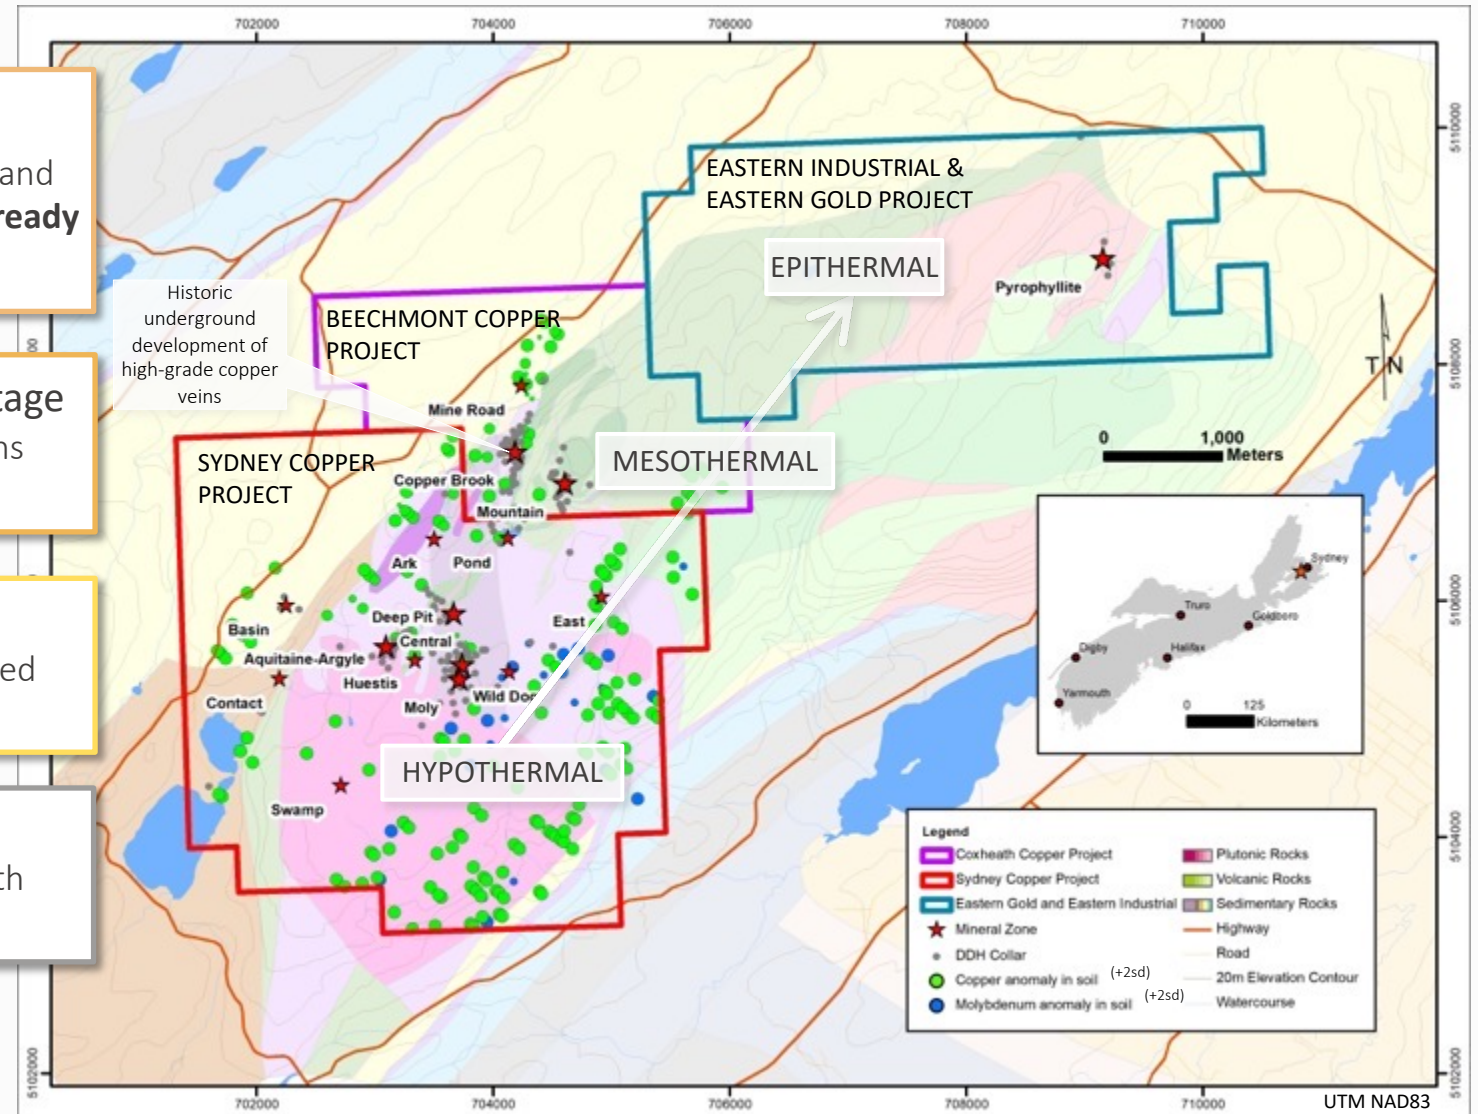 702000
704000
706000
708000
710000
and
ready
tage
ns
ed
th
5110000
EASTERN INDUSTRIAL &
EASTERN GOLD PROJECT
EPITHERMAL
Pyrophyllite
Historic
underground
development of
high-grade copper
veins
BEECHMONT COPPER
PROJECT
5108000
T N
Mine Road
0
1,000
Meters
SYDNEY COPPER
PROJECT
MESOTHERMAL
Copper Brook
Mountain
Ark
Pond
Sydney
Truro
Goldboro
Digby
Halifax
Yarmouth
0
125
Kilometers
5106000
Deep Pit
East
Basin
Central
Aquitaine-Argyle
Huestis
Wild Dog
Contact
Moly
HYPOTHERMAL
Swamp
5104000
Legend
Coxheath Copper Project
Plutonic Rocks
Sydney Copper Project
Volcanic Rocks
Eastern Gold and Eastern Industrial
Sedimentary Rocks
Mineral Zone
Highway
DDH Collar
Road
Copper anomaly in soil (+2sd)
20m Elevation Contour
Molybdenum anomaly in soil (+2sd)
Watercourse
5102000
5102000
702000
704000
706000
708000
710000
UTM NAD83